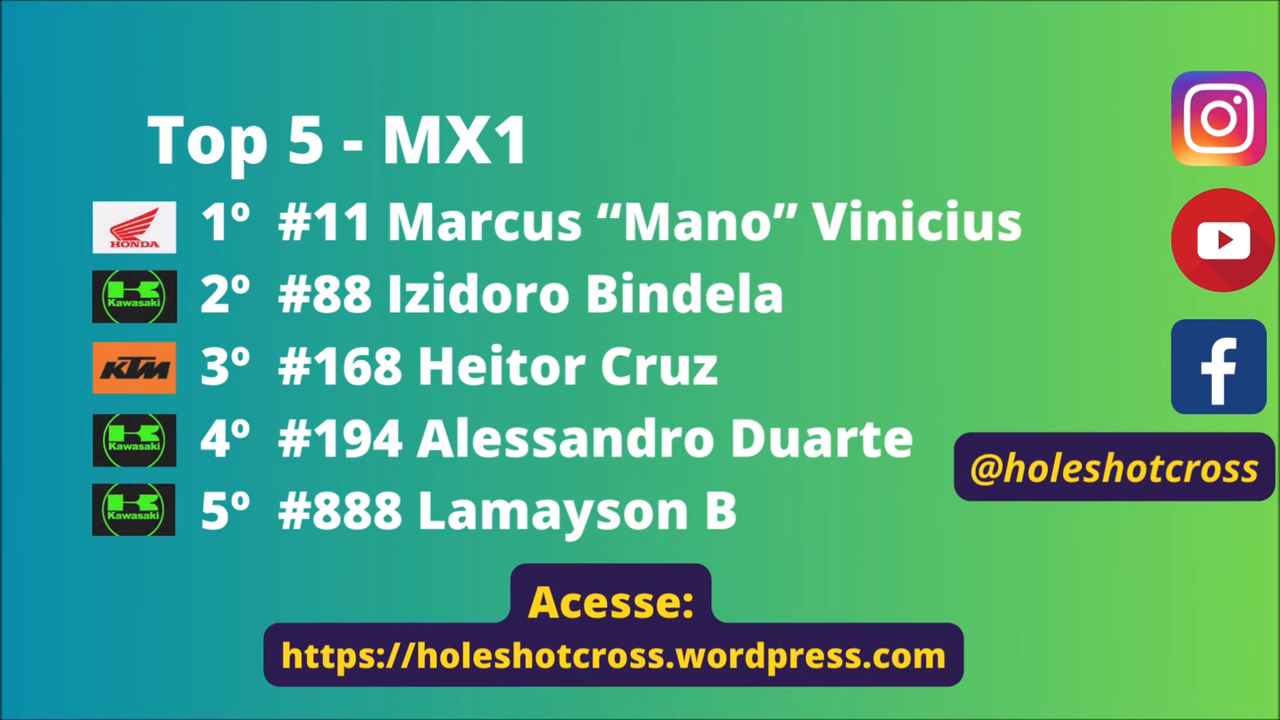 Top 5 - MX1
HONDA 1º #11 Marcus “Mano” Vinicius
Kawasaki 2º #88 Izidoro Bindela
KTM 3º #168 Heitor Cruz
Kawasaki 4º #194 Alessandro Duarte
Kawasaki 5º #888 Lamayson B
@holeshotcross
Acesse:
https://holeshotcross.wordpress.com